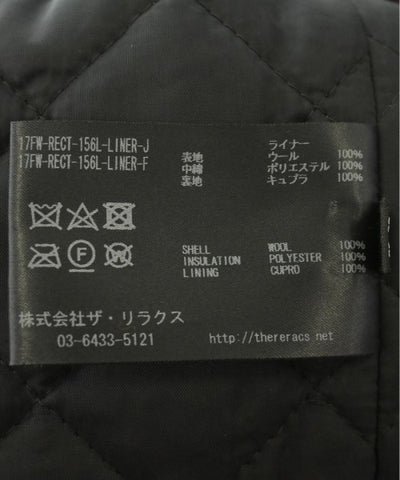 17FW-RECT-156L-LINER-J
17FW-RECT-156L-LINER-F
ライナー
表地 ウール 100%
中綿 ポリエステル 100%
裏地 キュプラ 100%
F W
SHELL WOOL 100%
INSULATION POLYESTER 100%
LINING CUPRO 100%
株式会社ザ・リラクス
03-6433-5121
http://thereracs.net